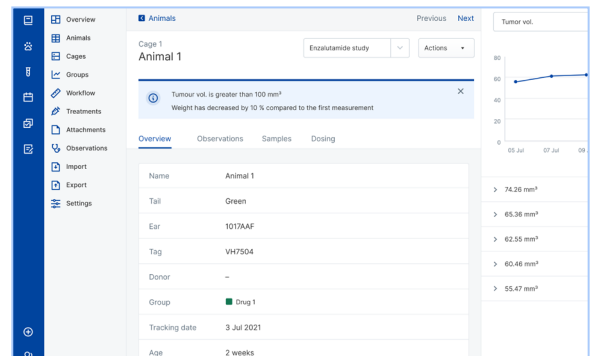 Overview
Animals
Cages
Groups
Workflow
Treatments
Attachments
Observations
Import
Export
Settings
Animals
Previous Next
Cage 1
Animal 1
Enzalutamide study
Actions
Tumour vol. is greater than 100 mm³
Weight has decreased by 10 % compared to the first measurement
Overview Observations Samples Dosing
Name Animal 1
Tail Green
Ear 1017AAF
Tag VH7504
Donor –
Group Drug 1
Tracking date 3 Jul 2021
Age 2 weeks
Tumor vol.
80
60
40
20
0
05 Jul 07 Jul 09
74.26 mm³
65.36 mm³
62.55 mm³
60.46 mm³
55.47 mm³